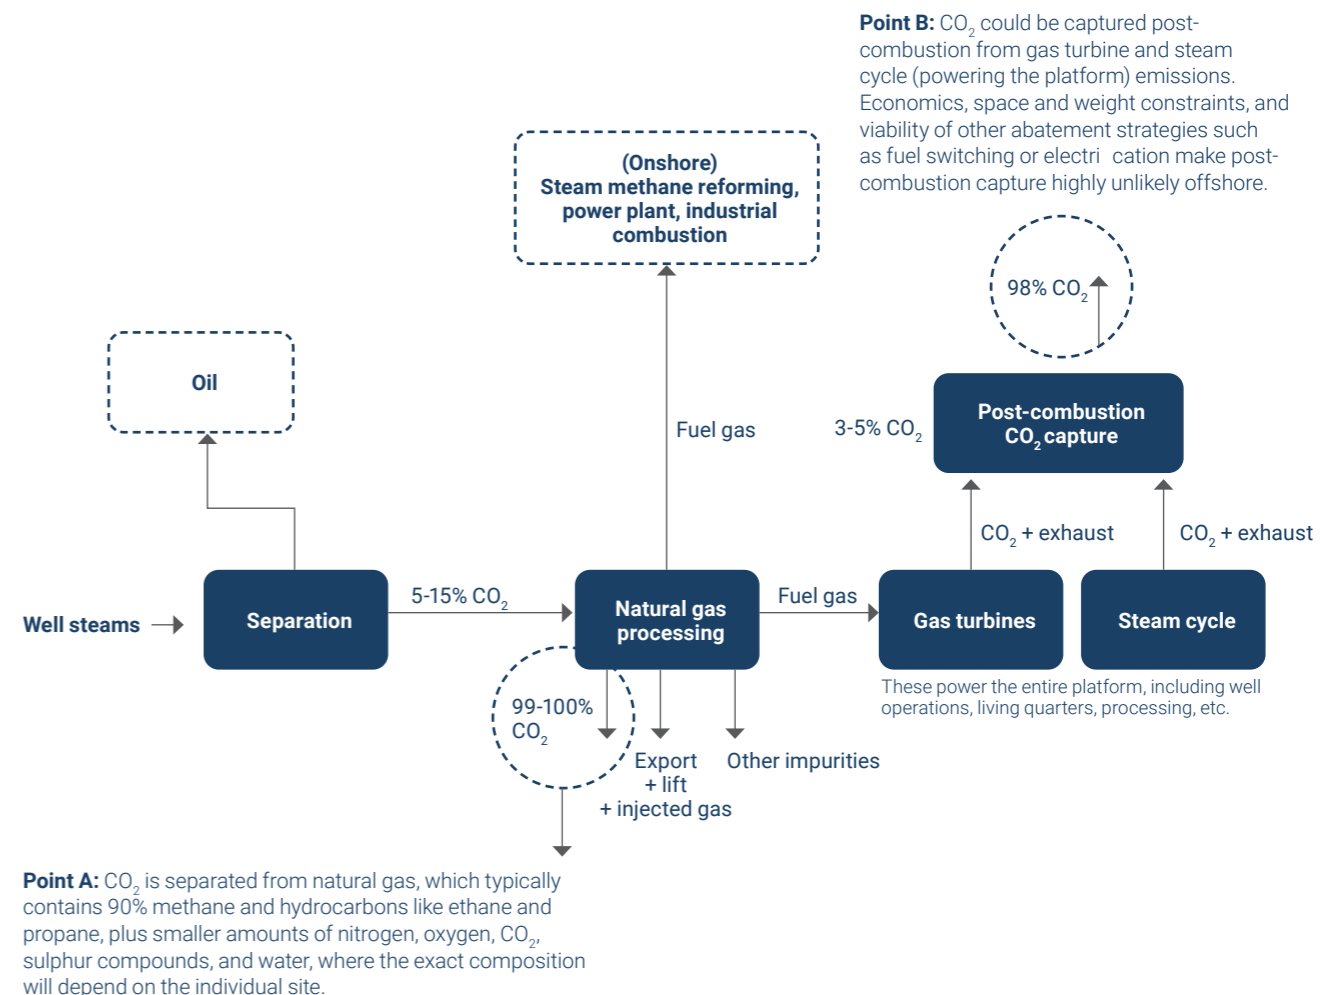 Point B: CO2 could be captured post-
combustion from gas turbine and steam
cycle (powering the platform) emissions.
Economics, space and weight constraints, and
viability of other abatement strategies such
as fuel switching or electri cation make post-
combustion capture highly unlikely offshore.
(Onshore)
Steam methane reforming,
power plant, industrial
combustion
98% CO2
Oil
Post-combustion
CO2 capture
3-5% CO2
Fuel gas
CO2 + exhaust
CO2 + exhaust
Well steams
Separation
5-15% CO2
Natural gas
processing
Fuel gas
Gas turbines
Steam cycle
These power the entire platform, including well
operations, living quarters, processing, etc.
99-100%
CO2
Export
+ lift
+ injected gas
Other impurities
Point A: CO2 is separated from natural gas, which typically
contains 90% methane and hydrocarbons like ethane and
propane, plus smaller amounts of nitrogen, oxygen, CO2,
sulphur compounds, and water, where the exact composition
will depend on the individual site.